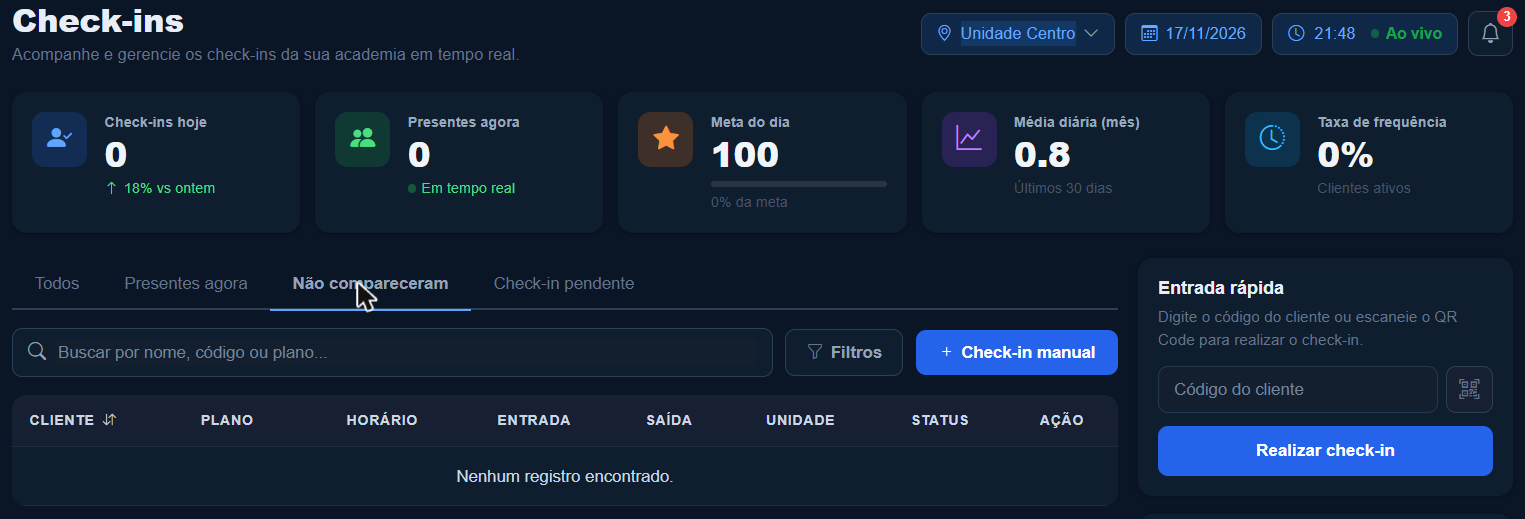 Check-ins
Acompanhe e gerencie os check-ins da sua academia em tempo real.
Unidade Centro
17/11/2026
21:48
Ao vivo
3
Check-ins hoje
0
↑ 18% vs ontem
Presentes agora
0
Em tempo real
Meta do dia
100
0% da meta
Média diária (mês)
0.8
Últimos 30 dias
Taxa de frequência
0%
Clientes ativos
Todos
Presentes agora
Não compareceram
Check-in pendente
Buscar por nome, código ou plano...
Filtros
+ Check-in manual
CLIENTE
PLANO
HORÁRIO
ENTRADA
SAÍDA
UNIDADE
STATUS
AÇÃO
Nenhum registro encontrado.
Entrada rápida
Digite o código do cliente ou escaneie o QR
Code para realizar o check-in.
Código do cliente
Realizar check-in